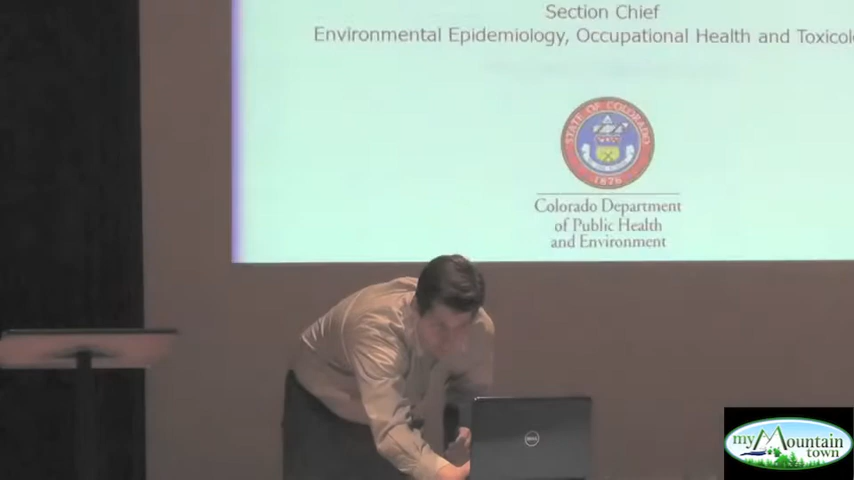 Section Chief
Environmental Epidemiology, Occupational Health and
STATE OF COLORADO
1876
Colorado Department
of Public Health
and Environment
DELL
my Mountain
town